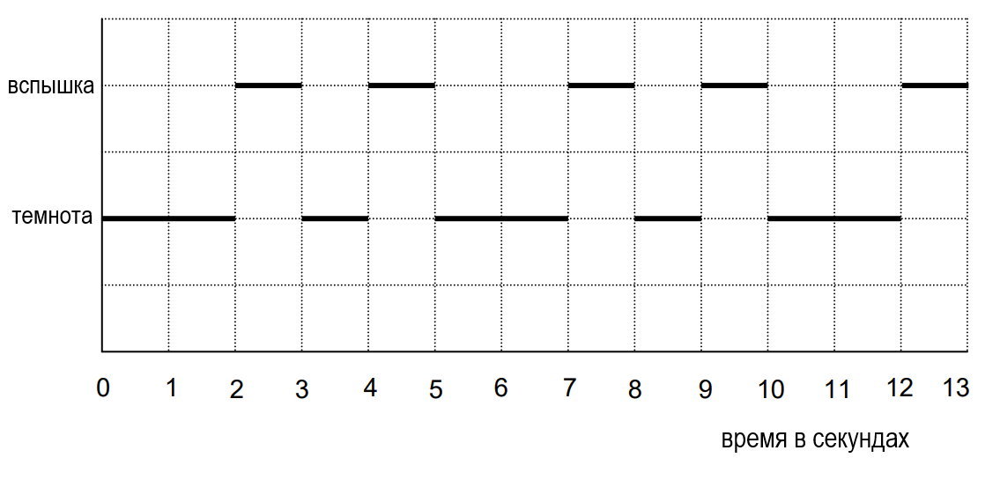 вспышка
темнота
0 1 2 3 4 5 6 7 8 9 10 11 12 13
время в секундах